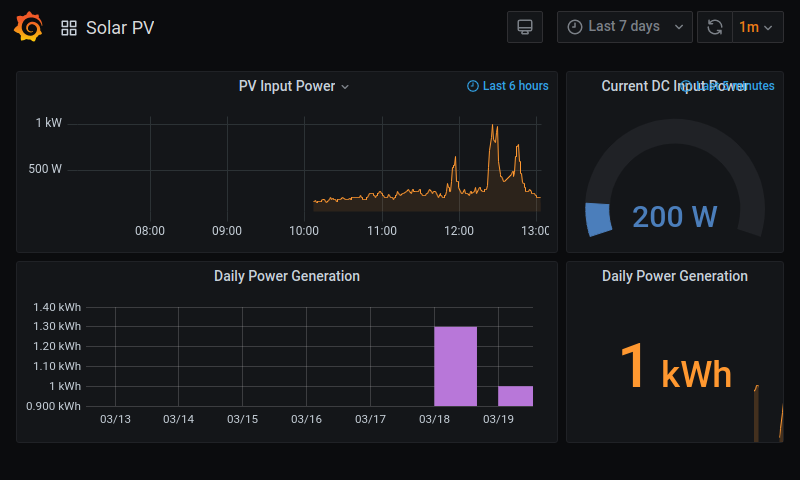 Solar PV
Last 7 days
1m
PV Input Power
Last 6 hours
1 kW
500 W
08:00 09:00 10:00 11:00 12:00 13:00
Current DC Input Power
minutes
200 W
Daily Power Generation
1.40 kWh
1.30 kWh
1.20 kWh
1.10 kWh
1 kWh
0.900 kWh
03/13 03/14 03/15 03/16 03/17 03/18 03/19
Daily Power Generation
1 kWh